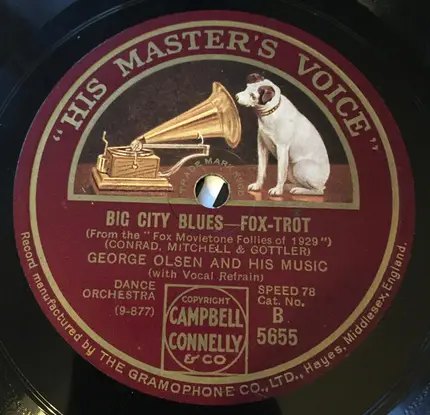 "HIS MASTER'S VOICE"
TRADE MARK
BIG CITY BLUES—FOX-TROT
(From the "Fox Movietone Follies of 1929")
(CONRAD, MITCHELL & GOTTLER)
GEORGE OLSEN AND HIS MUSIC
(with Vocal Refrain)
DANCE
ORCHESTRA
(9-877)
COPYRIGHT
CAMPBELL
CONNELLY
& CO
SPEED 78
Cat. No.
B
5655
Record manufactured by THE GRAMOPHONE CO., LTD., Hayes, Middlesex, England.